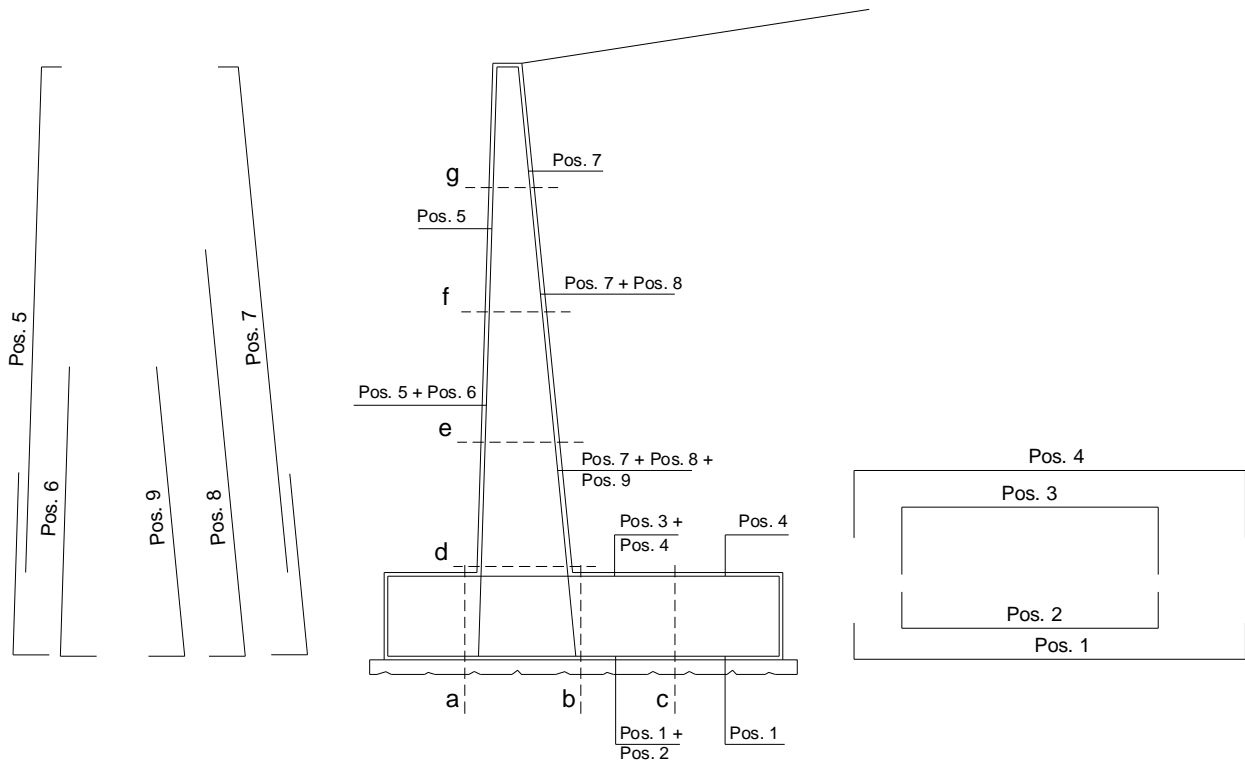 Pos. 5
Pos. 6
Pos. 9
Pos. 8
Pos. 7
g
Pos. 7
Pos. 5
f
Pos. 7 + Pos. 8
Pos. 5 + Pos. 6
e
Pos. 7 + Pos. 8 +
Pos. 9
d
Pos. 3 +
Pos. 4
Pos. 4
a
b
c
Pos. 1 +
Pos. 2
Pos. 1
Pos. 4
Pos. 3
Pos. 2
Pos. 1